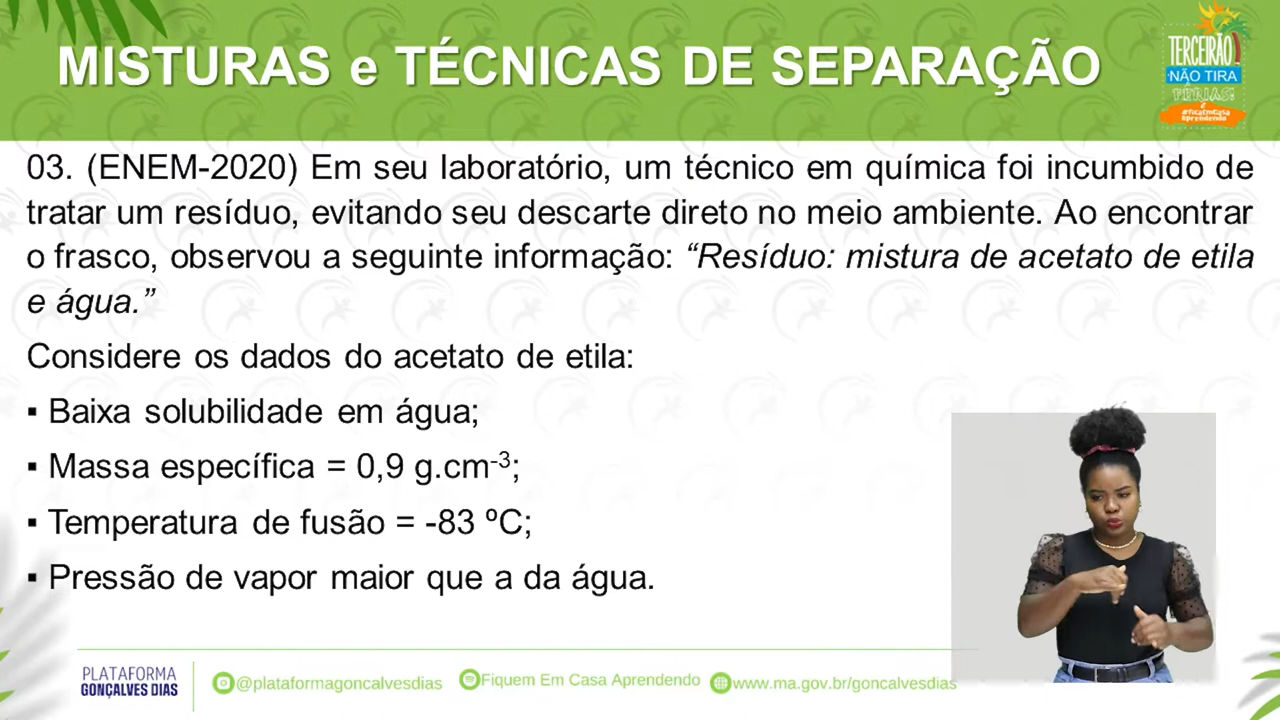 MISTURAS e TÉCNICAS DE SEPARAÇÃO
TERCEIRÃO!
NÃO TIRA
FÉRIAS!
#FicaEmCasa
Aprendendo
03. (ENEM-2020) Em seu laboratório, um técnico em química foi incumbido de
tratar um resíduo, evitando seu descarte direto no meio ambiente. Ao encontrar
o frasco, observou a seguinte informação: “Resíduo: mistura de acetato de etila
e água.”
Considere os dados do acetato de etila:
▪ Baixa solubilidade em água;
▪ Massa específica = 0,9 g.cm⁻³;
▪ Temperatura de fusão = -83 ºC;
▪ Pressão de vapor maior que a da água.
PLATAFORMA
GONÇALVES DIAS
@plataformagoncalvesdias
Fiquem Em Casa Aprendendo
www.ma.gov.br/goncalvesdias